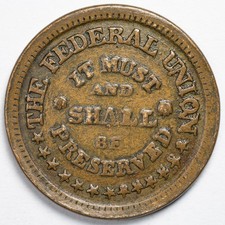 THE FEDERAL UNION
IT MUST
AND
SHALL
BE
PRESERVED